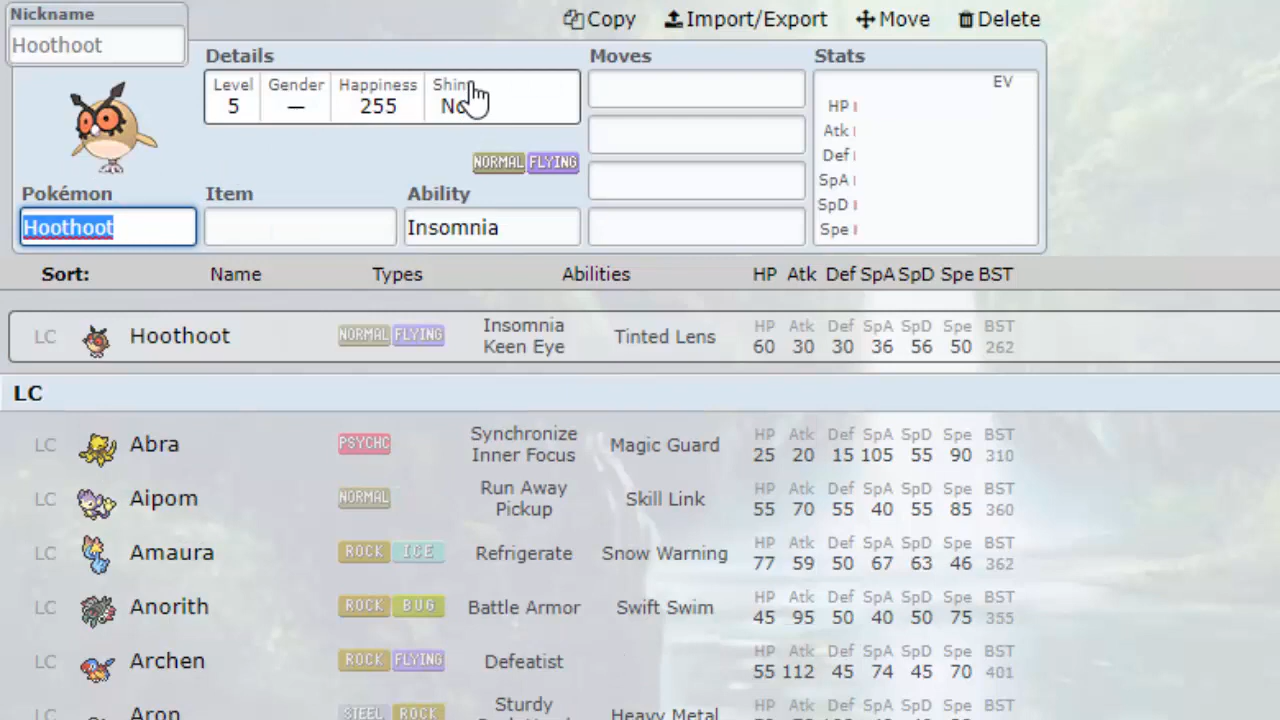 Nickname
Copy Import/Export Move Delete
Hoothoot
Details Moves Stats
Level Gender Happiness EV
5 — 255 HP
Atk
Def
NORMAL FLYING
SpA
Pokémon Item Ability
SpD
Hoothoot Insomnia Spe
Sort: Name Types Abilities HP Atk Def SpA SpD Spe BST
LC Hoothoot NORMAL FLYING Insomnia Keen Eye Tinted Lens HP 60 Atk 30 Def 30 SpA 36 SpD 56 Spe 50 BST 262
LC
LC Abra PSYCHC Synchronize Inner Focus Magic Guard HP 25 Atk 20 Def 15 SpA 105 SpD 55 Spe 90 BST 310
LC Aipom NORMAL Run Away Pickup Skill Link HP 55 Atk 70 Def 55 SpA 40 SpD 55 Spe 85 BST 360
LC Amaura ROCK ICE Refrigerate Snow Warning HP 77 Atk 59 Def 50 SpA 67 SpD 63 Spe 46 BST 362
LC Anorith ROCK BUG Battle Armor Swift Swim HP 45 Atk 95 Def 50 SpA 40 SpD 50 Spe 75 BST 355
LC Archen ROCK FLYING Defeatist HP 55 Atk 112 Def 45 SpA 74 SpD 45 Spe 70 BST 401
LC Aron STEEL ROCK Sturdy Heavy Metal HP Atk Def SpA SpD Spe BST